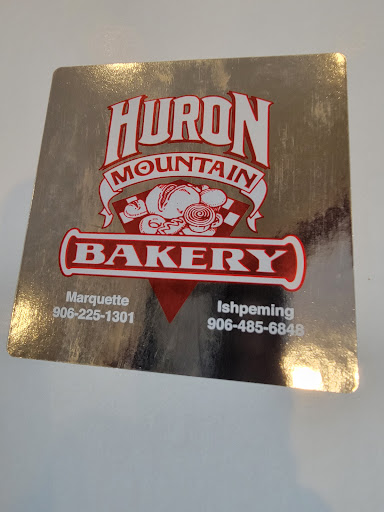 HURON
MOUNTAIN
BAKERY
Marquette
906-225-1301
Ishpeming
906-485-6848